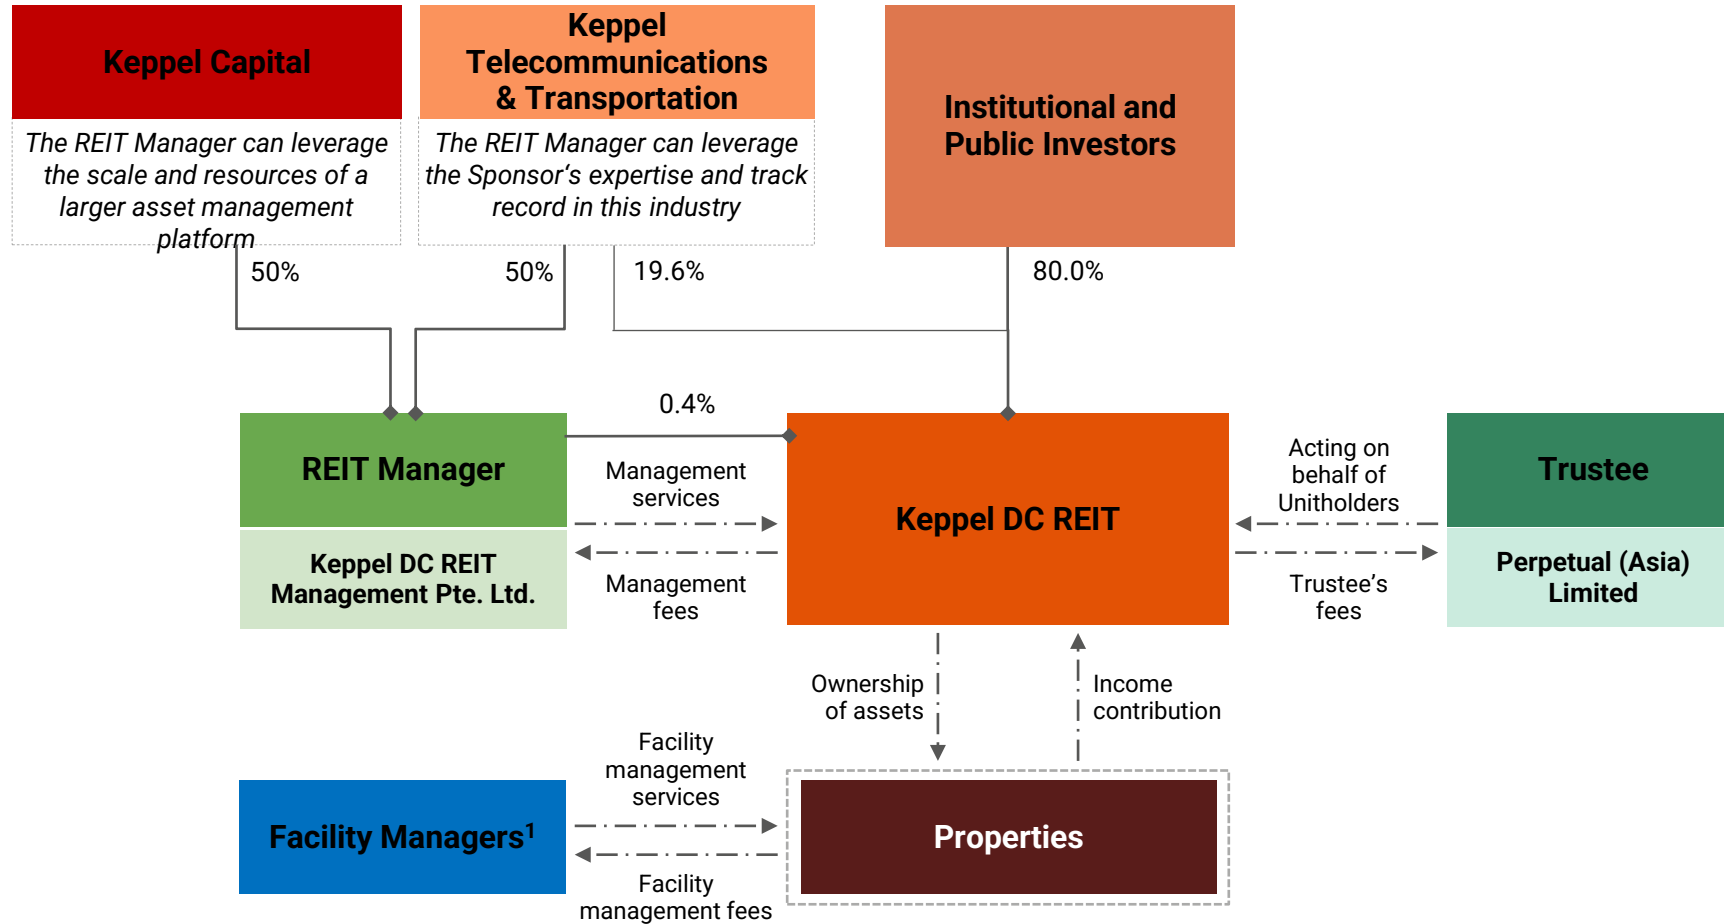 Keppel Capital
The REIT Manager can leverage
the scale and resources of a
larger asset management
platform
Keppel
Telecommunications
& Transportation
The REIT Manager can leverage
the Sponsor‘s expertise and track
record in this industry
Institutional and
Public Investors
50%
50%
19.6%
80.0%
0.4%
REIT Manager
Keppel DC REIT
Management Pte. Ltd.
Management
services
Management
fees
Keppel DC REIT
Acting on
behalf of
Unitholders
Trustee’s
fees
Trustee
Perpetual (Asia)
Limited
Ownership
of assets
Income
contribution
Facility Managers¹
Facility
management
services
Facility
management fees
Properties